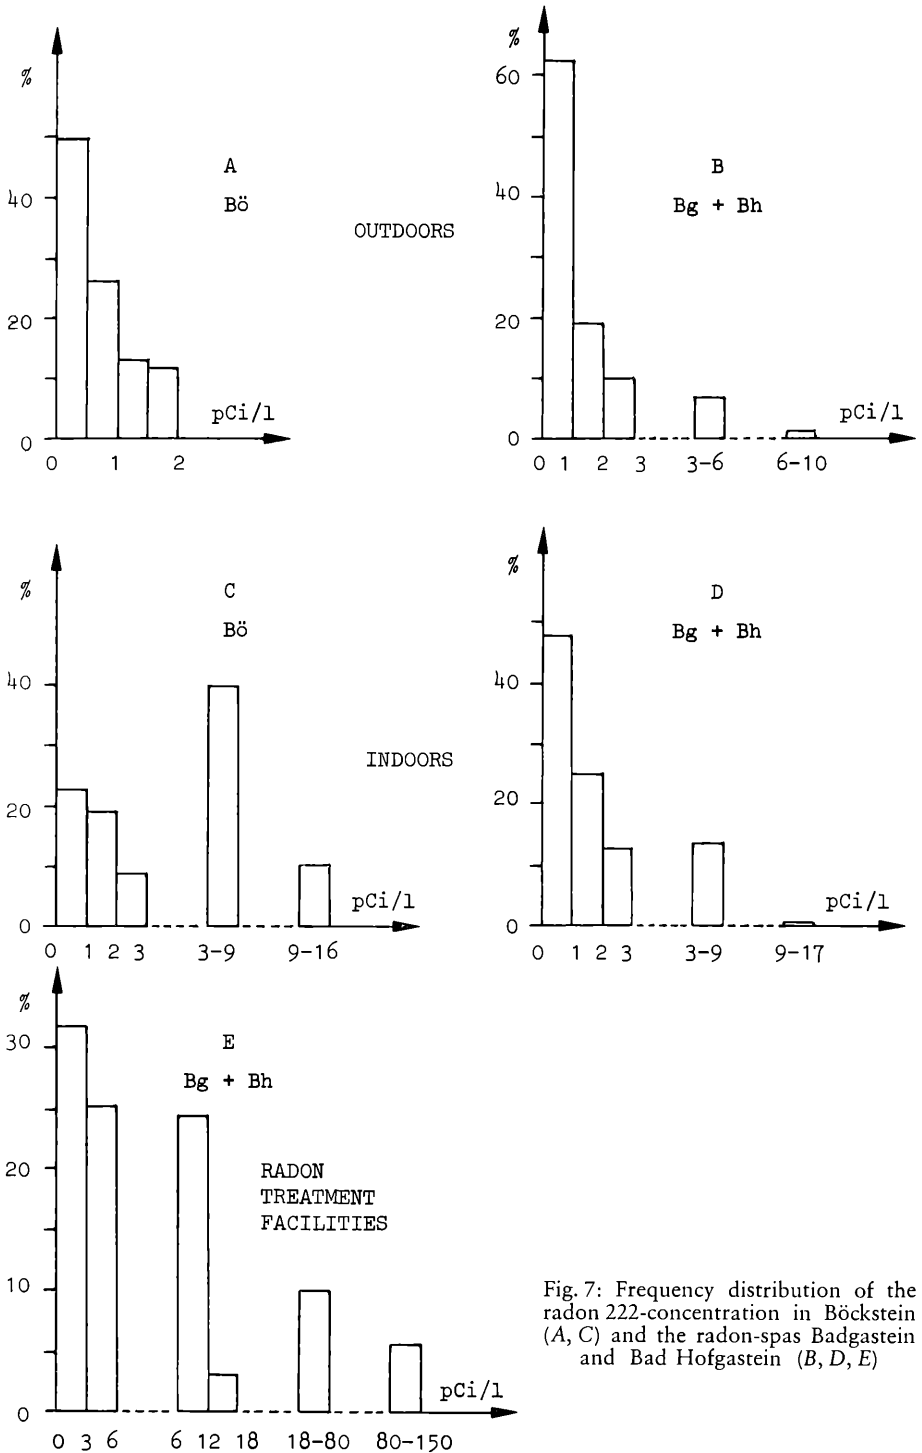 %
40
20
0
0 1 2
pCi/l
A
Bö
OUTDOORS
%
60
40
20
0
0 1 2 3 3-6 6-10
pCi/l
B
Bg + Bh
%
40
20
0
0 1 2 3 3-9 9-16
pCi/l
C
Bö
INDOORS
%
40
20
0
0 1 2 3 3-9 9-17
pCi/l
D
Bg + Bh
%
30
20
10
0
0 3 6 6 12 18 18-80 80-150
pCi/l
E
Bg + Bh
RADON
TREATMENT
FACILITIES
Fig. 7: Frequency distribution of the
radon 222-concentration in Böckstein
(A, C) and the radon-spas Badgastein
and Bad Hofgastein (B, D, E)